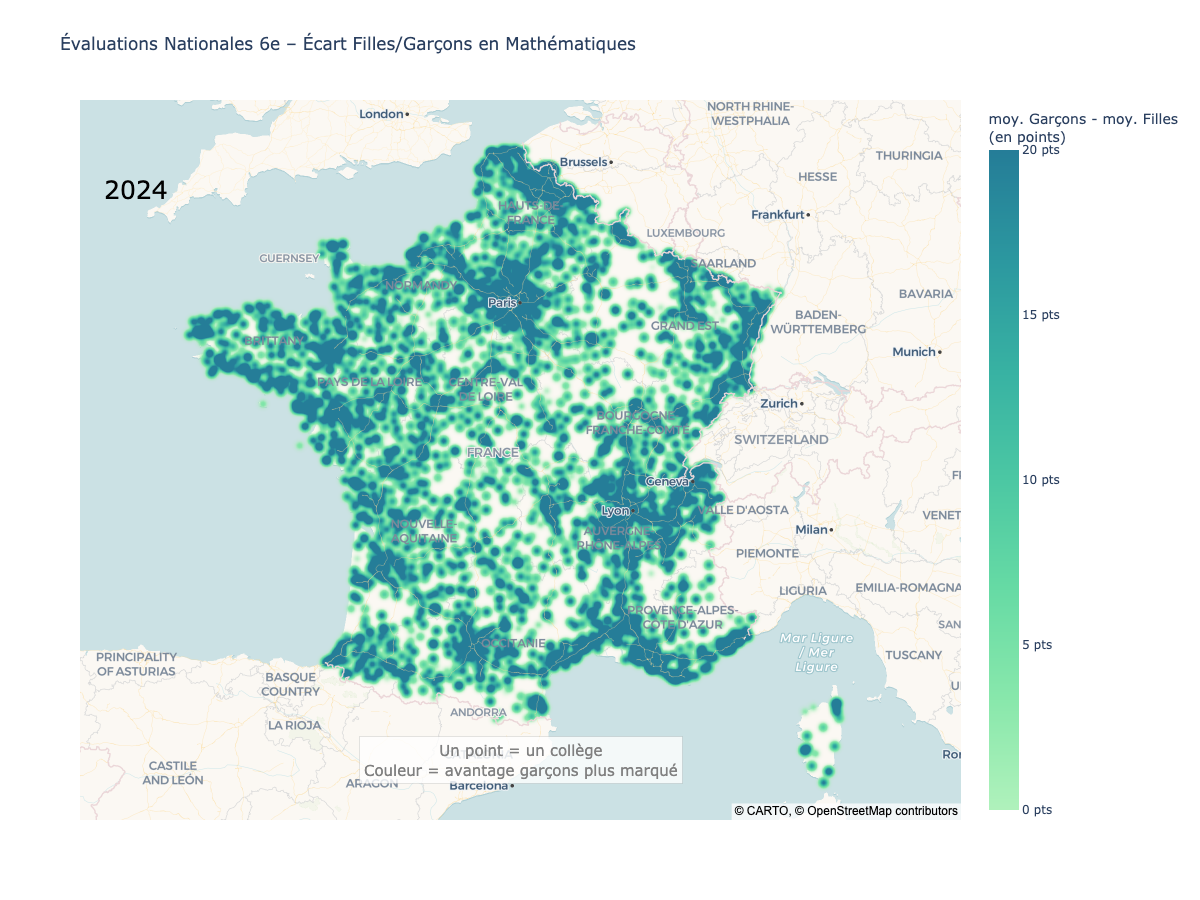 Évaluations Nationales 6e – Écart Filles/Garçons en Mathématiques
moy. Garçons - moy. Filles
(en points)
20 pts
15 pts
10 pts
5 pts
0 pts
2024
London
NORTH RHINE-
WESTPHALIA
Brussels
THURINGIA
HESSE
HAUTS-DE-
FRANCE
Frankfurt
LUXEMBOURG
GUERNSEY
SAARLAND
NORMANDY
BAVARIA
Paris
BADEN-
WÜRTTEMBERG
GRAND EST
BRITTANY
Munich
PAYS DE LA LOIRE
CENTRE-VAL
DE LOIRE
Zurich
BOURGOGNE-
FRANCHE-COMTÉ
SWITZERLAND
FRANCE
Geneva
Lyon
VALLE D'AOSTA
VENET
NOUVELLE-
AQUITAINE
AUVERGNE-
RHÔNE-ALPES
Milan
PIEMONTE
LIGURIA
EMILIA-ROMAGNA
PROVENCE-ALPES-
CÔTE D'AZUR
SAN
OCCITANIE
Mar Ligure
/ Mer
Ligure
TUSCANY
PRINCIPALITY
OF ASTURIAS
BASQUE
COUNTRY
ANDORRA
LA RIOJA
Un point = un collège
Couleur = avantage garçons plus marqué
CASTILE
AND LEÓN
ARAGON
Barcelona
© CARTO, © OpenStreetMap contributors